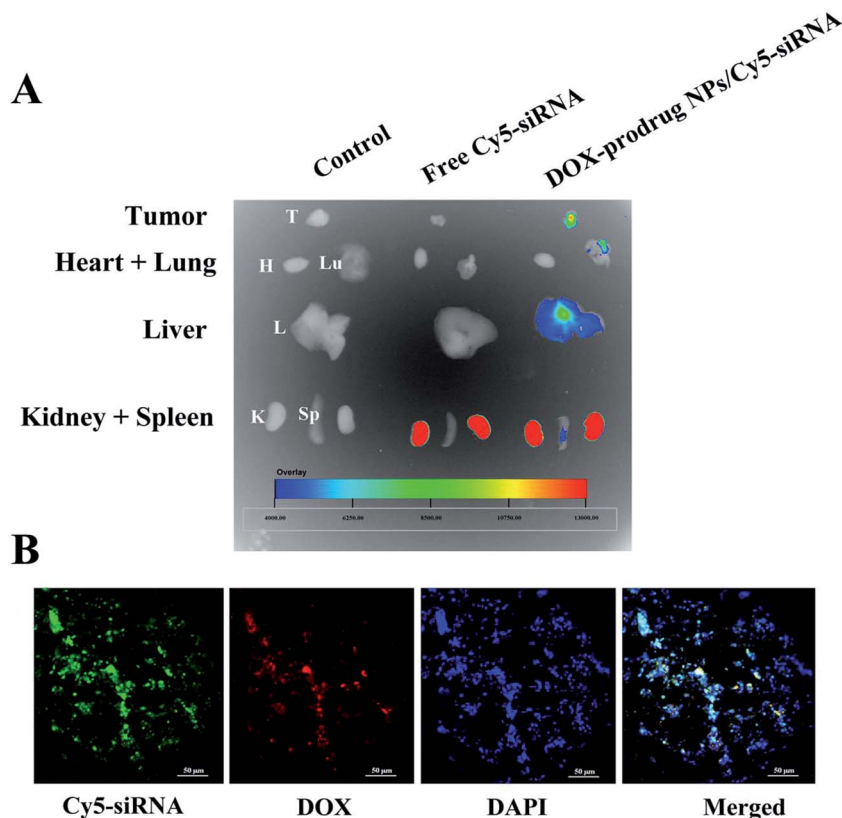 A
Control
Free Cy5-siRNA
DOX-prodrug NPs/Cy5-siRNA
Tumor
T
Heart + Lung
H
Lu
Liver
L
Kidney + Spleen
K
Sp
Overlay
4000.00 6250.00 8500.00 10750.00 13000.00
B
50 μm 50 μm 50 μm 50 μm
Cy5-siRNA DOX DAPI Merged